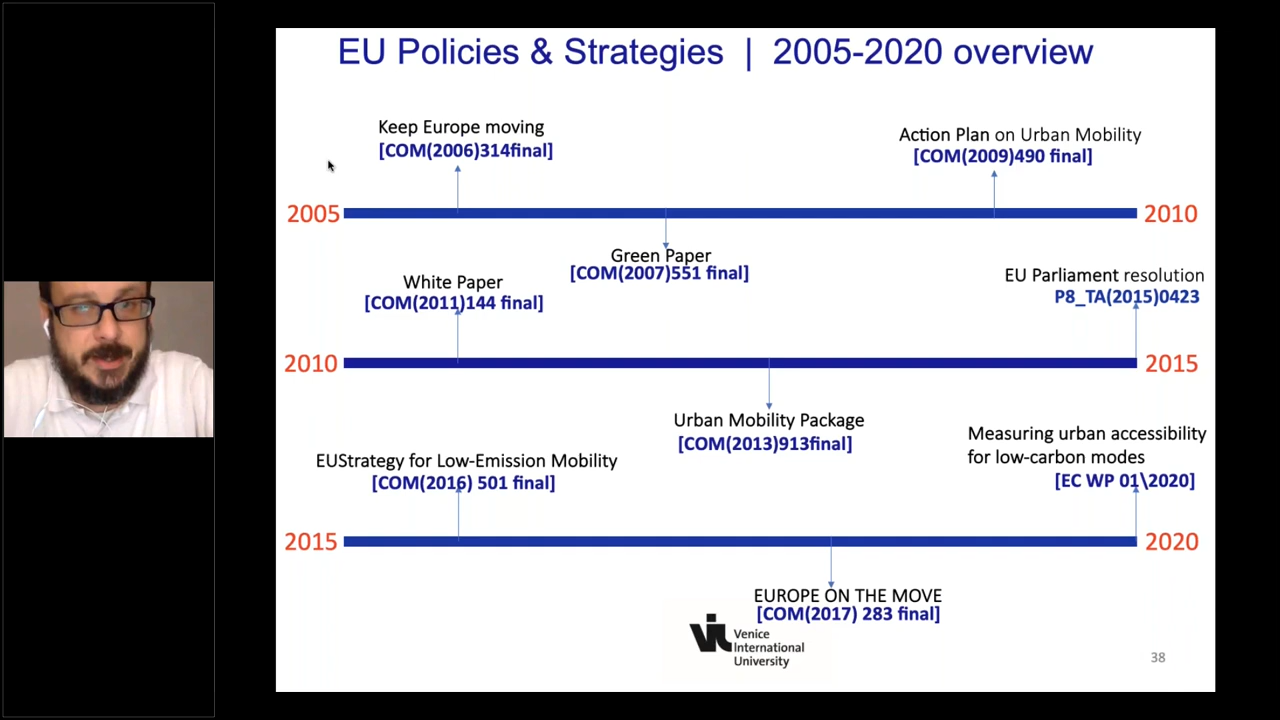 EU Policies & Strategies | 2005-2020 overview
Keep Europe moving
[COM(2006)314final]
Action Plan on Urban Mobility
[COM(2009)490 final]
2005
2010
Green Paper
[COM(2007)551 final]
White Paper
[COM(2011)144 final]
EU Parliament resolution
P8_TA(2015)0423
2010
2015
Urban Mobility Package
[COM(2013)913final]
Measuring urban accessibility
for low-carbon modes
[EC WP 01\2020]
EUStrategy for Low-Emission Mobility
[COM(2016) 501 final]
2015
2020
EUROPE ON THE MOVE
[COM(2017) 283 final]
VIU
Venice
International
University
38